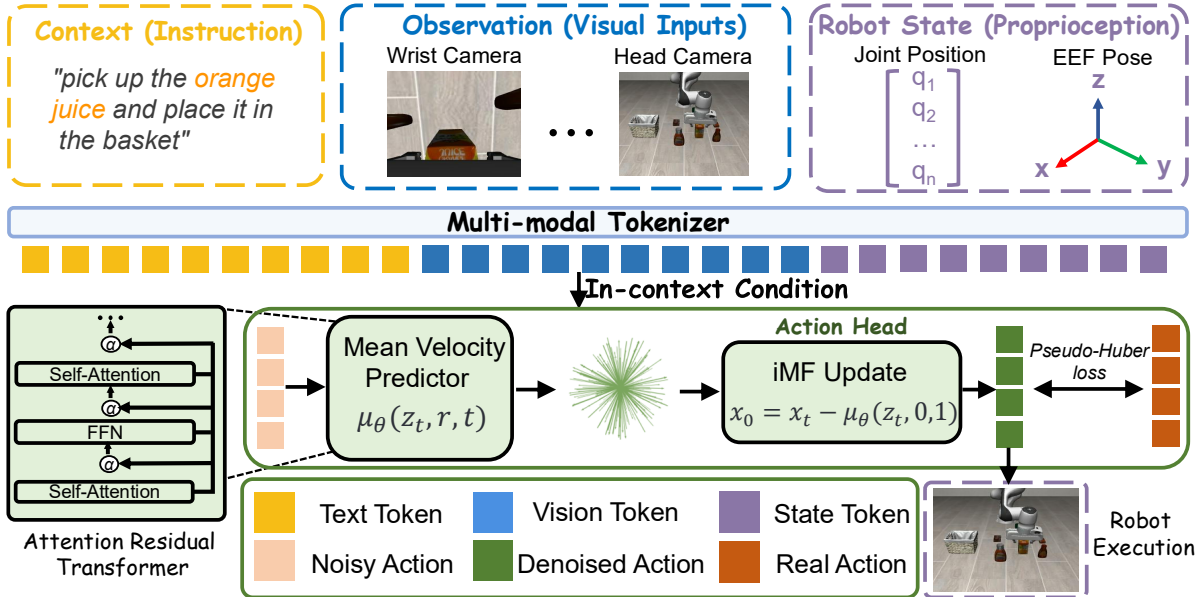 Context (Instruction)
"pick up the orange
juice and place it in
the basket"
Observation (Visual Inputs)
Wrist Camera
Head Camera
...
JUICE
Robot State (Proprioception)
Joint Position
EEF Pose
q1
q2
...
qn
z
x
y
Multi-modal Tokenizer
In-context Condition
...
α
Self-Attention
α
FFN
α
Self-Attention
Attention Residual
Transformer
Action Head
Mean Velocity
Predictor
μθ(zt, r, t)
iMF Update
x0 = xt − μθ(zt, 0,1)
Pseudo-Huber
loss
Text Token
Vision Token
State Token
Noisy Action
Denoised Action
Real Action
Robot
Execution